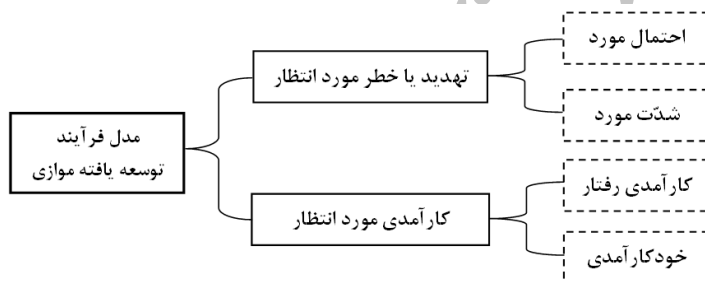 احتمال مورد
تهدید یا خطر مورد انتظار
شدّت مورد
مدل فرآیند
توسعه یافته موازی
کارآمدی رفتار
کارآمدی مورد انتظار
خودکارآمدی